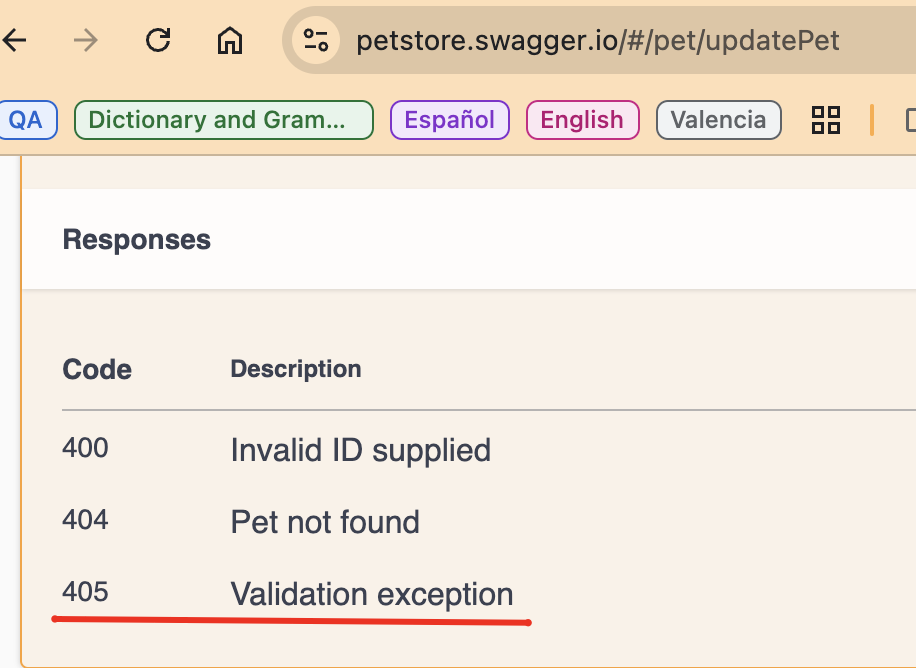 petstore.swagger.io/#/pet/updatePet
QA Dictionary and Gram... Español English Valencia
Responses
Code Description
400 Invalid ID supplied
404 Pet not found
405 Validation exception